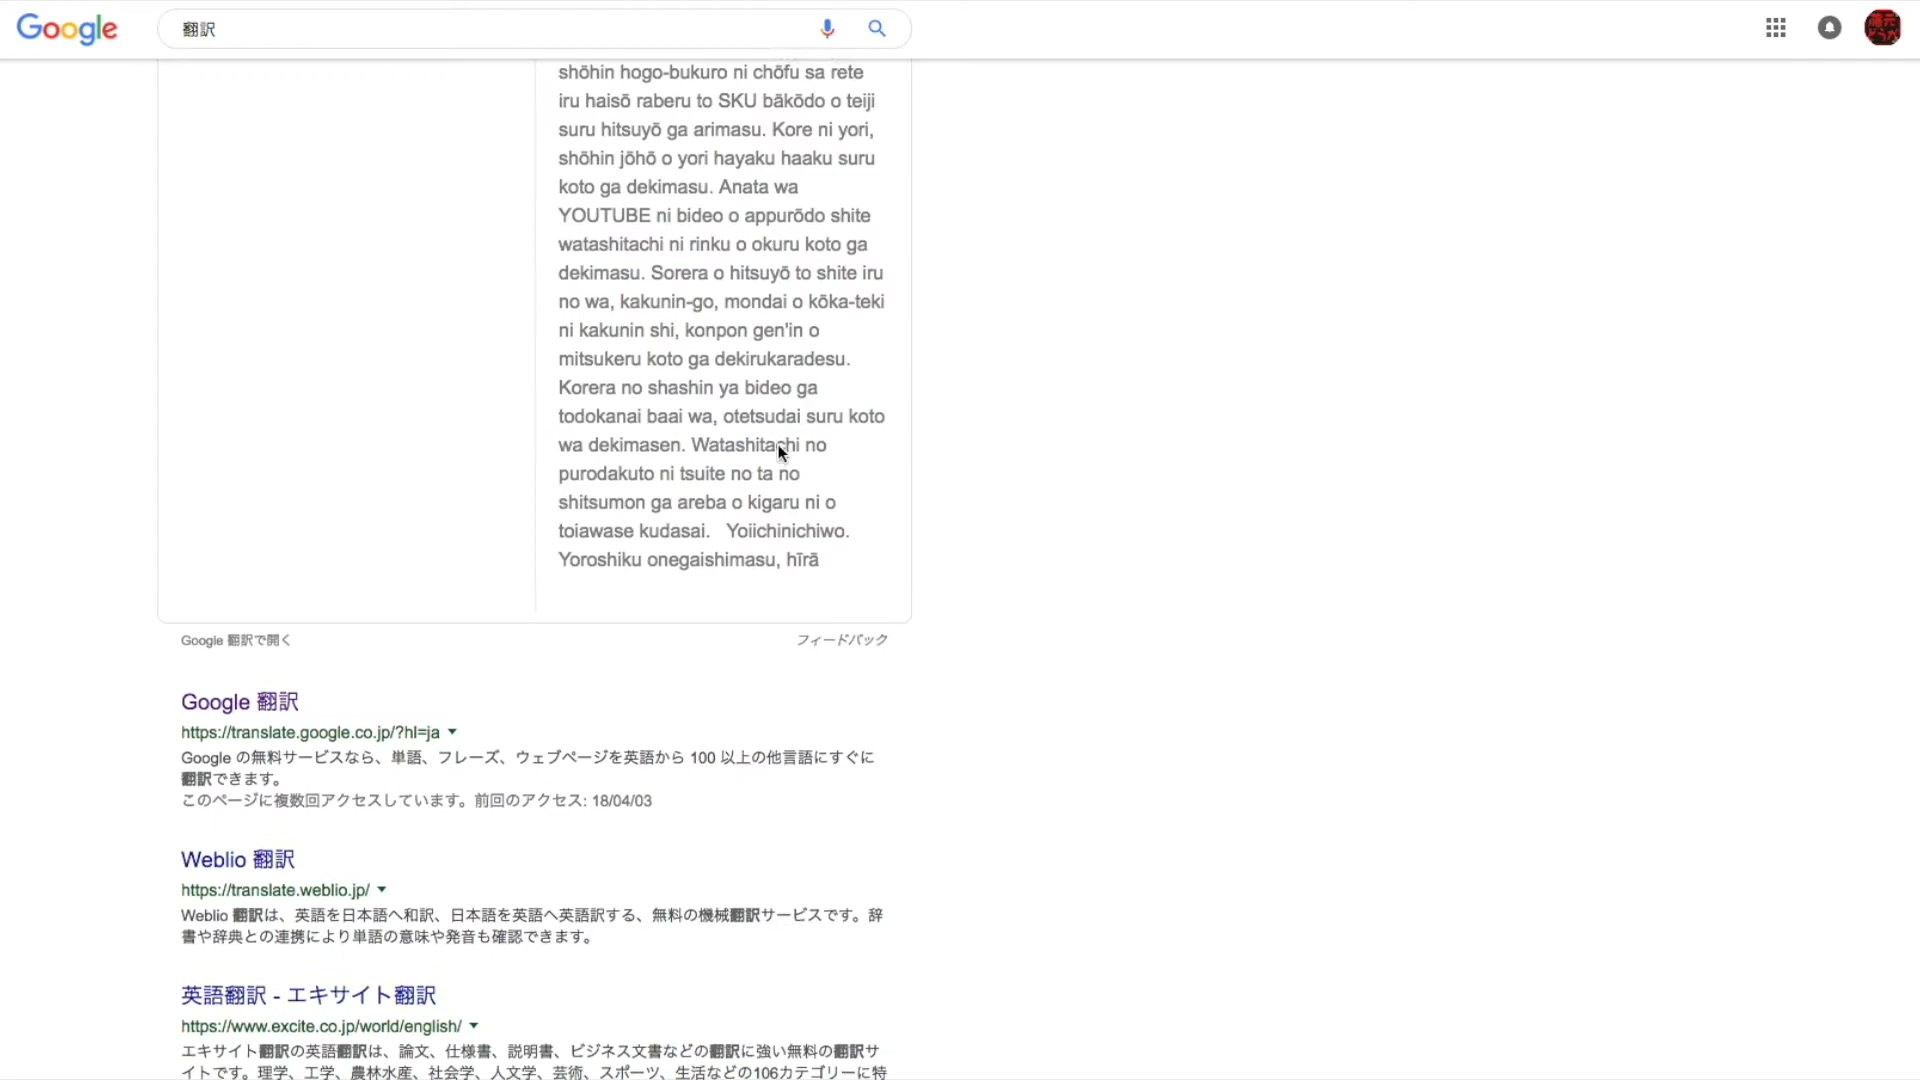 Google
翻訳
shōhin hogo-bukuro ni chōfu sa rete
iru haisō raberu to SKU bākōdo o teiji
suru hitsuyō ga arimasu. Kore ni yori,
shōhin jōhō o yori hayaku haaku suru
koto ga dekimasu. Anata wa
YOUTUBE ni bideo o appurōdo shite
watashitachi ni rinku o okuru koto ga
dekimasu. Sorera o hitsuyō to shite iru
no wa, kakunin-go, mondai o kōka-teki
ni kakunin shi, konpon gen'in o
mitsukeru koto ga dekirukaradesu.
Korera no shashin ya bideo ga
todokanai baai wa, otetsudai suru koto
wa dekimasen. Watashitachi no
purodakuto ni tsuite no ta no
shitsumon ga areba o kigaru ni o
toiawase kudasai. Yoiichinichiwo.
Yoroshiku onegaishimasu, hīrā
Google 翻訳で開く
フィードバック
Google 翻訳
https://translate.google.co.jp/?hl=ja
Google の無料サービスなら、単語、フレーズ、ウェブページを英語から 100 以上の他言語にすぐに
翻訳できます。
このページに複数回アクセスしています。前回のアクセス: 18/04/03
Weblio 翻訳
https://translate.weblio.jp/
Weblio 翻訳は、英語を日本語へ和訳、日本語を英語へ英語訳する、無料の機械翻訳サービスです。辞
書や辞典との連携により単語の意味や発音も確認できます。
英語翻訳 - エキサイト翻訳
https://www.excite.co.jp/world/english/
エキサイト翻訳の英語翻訳は、論文、仕様書、説明書、ビジネス文書などの翻訳に強い無料の翻訳サ
イトです。理学、工学、農林水産、社会学、人文学、芸術、スポーツ、生活などの106カテゴリーに特